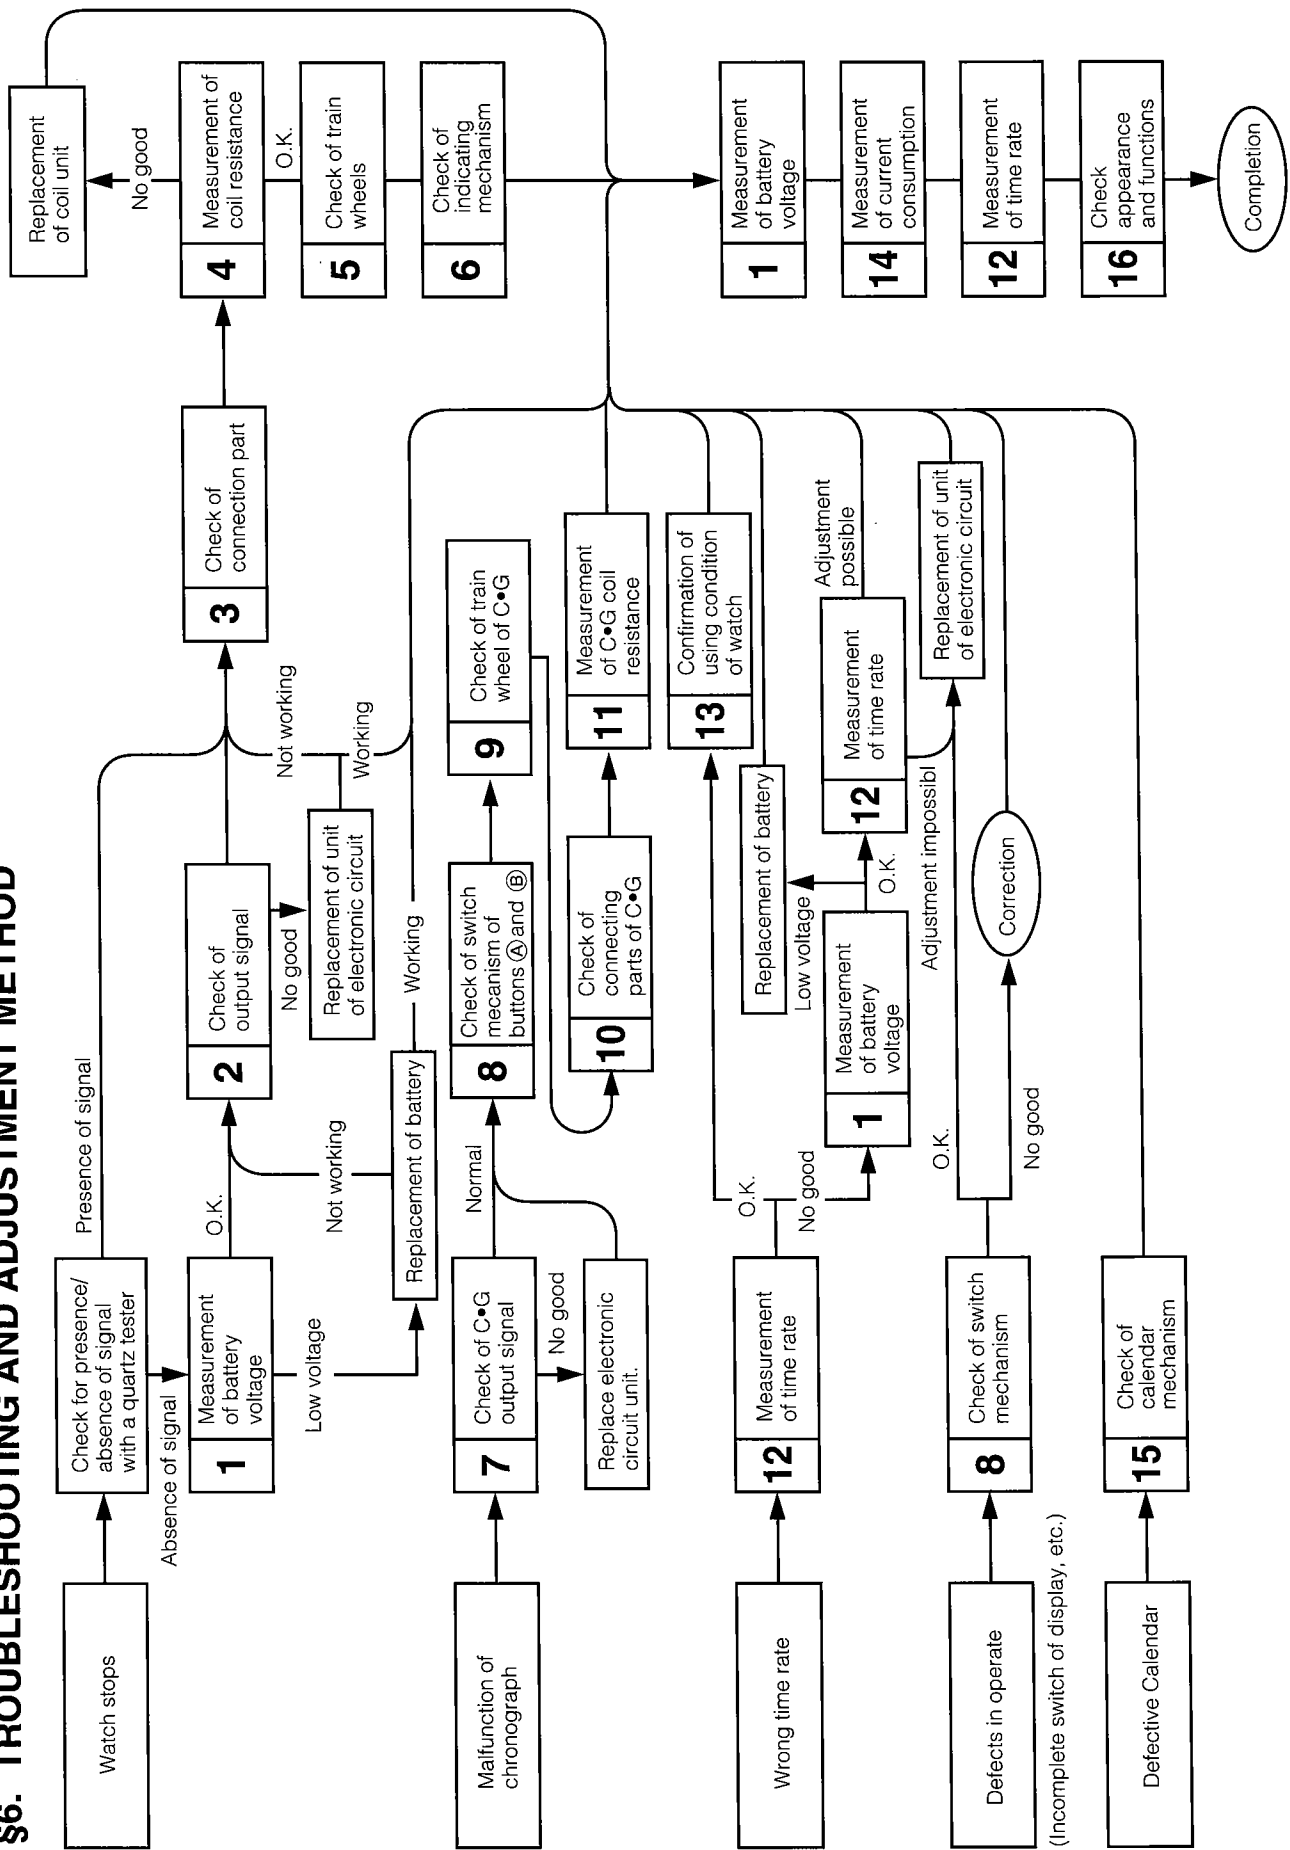 §6. TROUBLESHOOTING AND ADJUSTMENT METHOD
Watch stops
Check for presence/
absence of signal
with a quartz tester
Presence of signal
Absence of signal
1
Measurement
of battery
voltage
O.K.
Low voltage
Replacement of battery
Not working
Working
2
Check of
output signal
No good
Replacement of unit
of electronic circuit
Not working
Working
3
Check of
connection part
4
Measurement of
coil resistance
No good
Replacement
of coil unit
O.K.
5
Check of train
wheels
6
Check of
indicating
mechanism
Malfunction of
chronograph
7
Check of C•G
output signal
Normal
No good
Replace electronic
circuit unit.
8
Check of switch
mecanism of
buttons Ⓐ and Ⓑ
9
Check of train
wheel of C•G
10
Check of
connecting
parts of C•G
11
Measurement
of C•G coil
resistance
Wrong time rate
12
Measurement
of time rate
O.K.
No good
13
Confirmation of
using condition
of watch
1
Measurement
of battery
voltage
Low voltage
Replacement of battery
O.K.
12
Measurement
of time rate
Adjustment
possible
Adjustment impossibl
Replacement of unit
of electronic circuit
Defects in operate
(Incomplete switch of display, etc.)
8
Check of switch
mechanism
O.K.
No good
Correction
Defective Calendar
15
Check of
calendar
mechanism
1
Measurement
of battery
voltage
14
Measurement
of current
consumption
12
Measurement
of time rate
16
Check
appearance
and functions
Completion